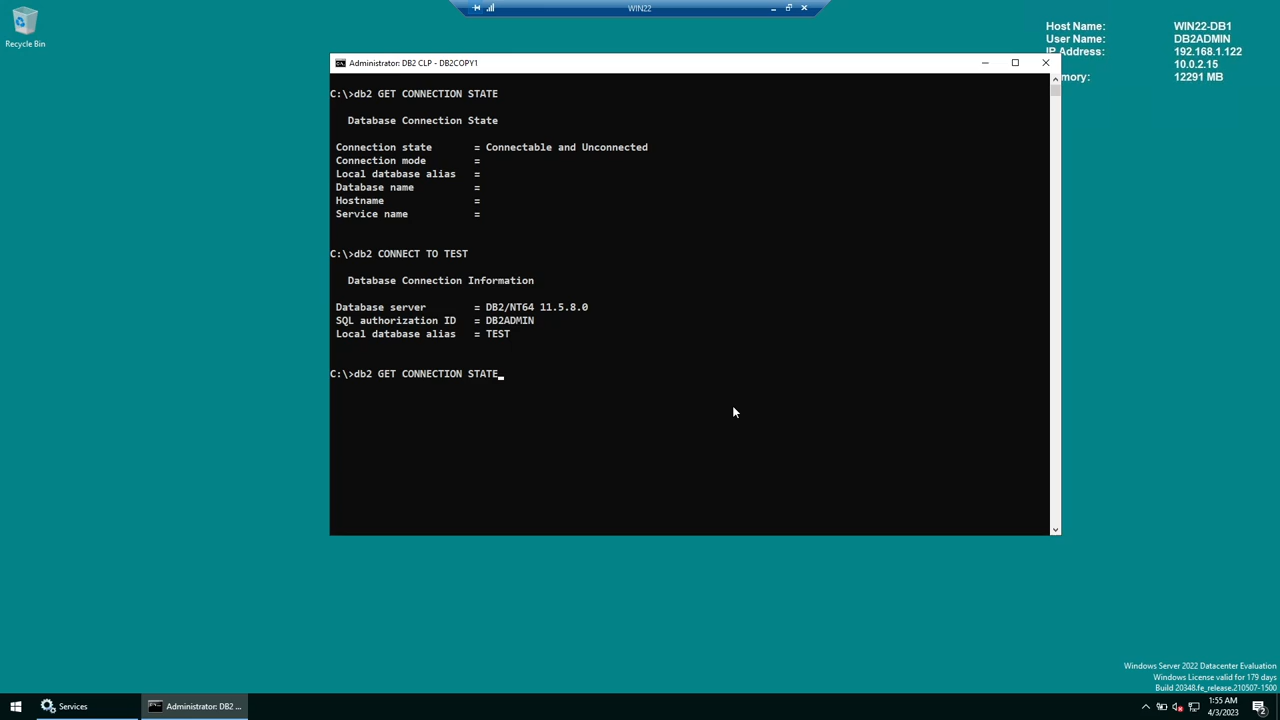 WIN22
Recycle Bin
Host Name: WIN22-DB1
User Name: DB2ADMIN
IP Address: 192.168.1.122
10.0.2.15
mory: 12291 MB
Administrator: DB2 CLP - DB2COPY1
C:\>db2 GET CONNECTION STATE
Database Connection State
Connection state = Connectable and Unconnected
Connection mode =
Local database alias =
Database name =
Hostname =
Service name =
C:\>db2 CONNECT TO TEST
Database Connection Information
Database server = DB2/NT64 11.5.8.0
SQL authorization ID = DB2ADMIN
Local database alias = TEST
C:\>db2 GET CONNECTION STATE_
Windows Server 2022 Datacenter Evaluation
Windows License valid for 179 days
Build 20348.fe_release.210507-1500
Services
Administrator: DB2 ...
1:55 AM
4/3/2023
2